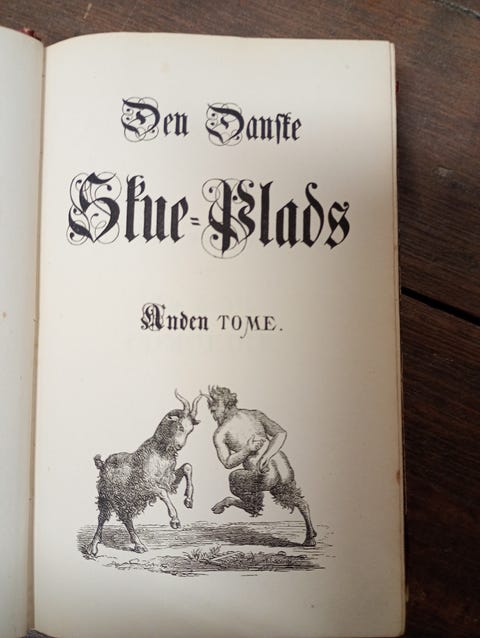 Den Danſke
Skue-Plads
Anden TOME.